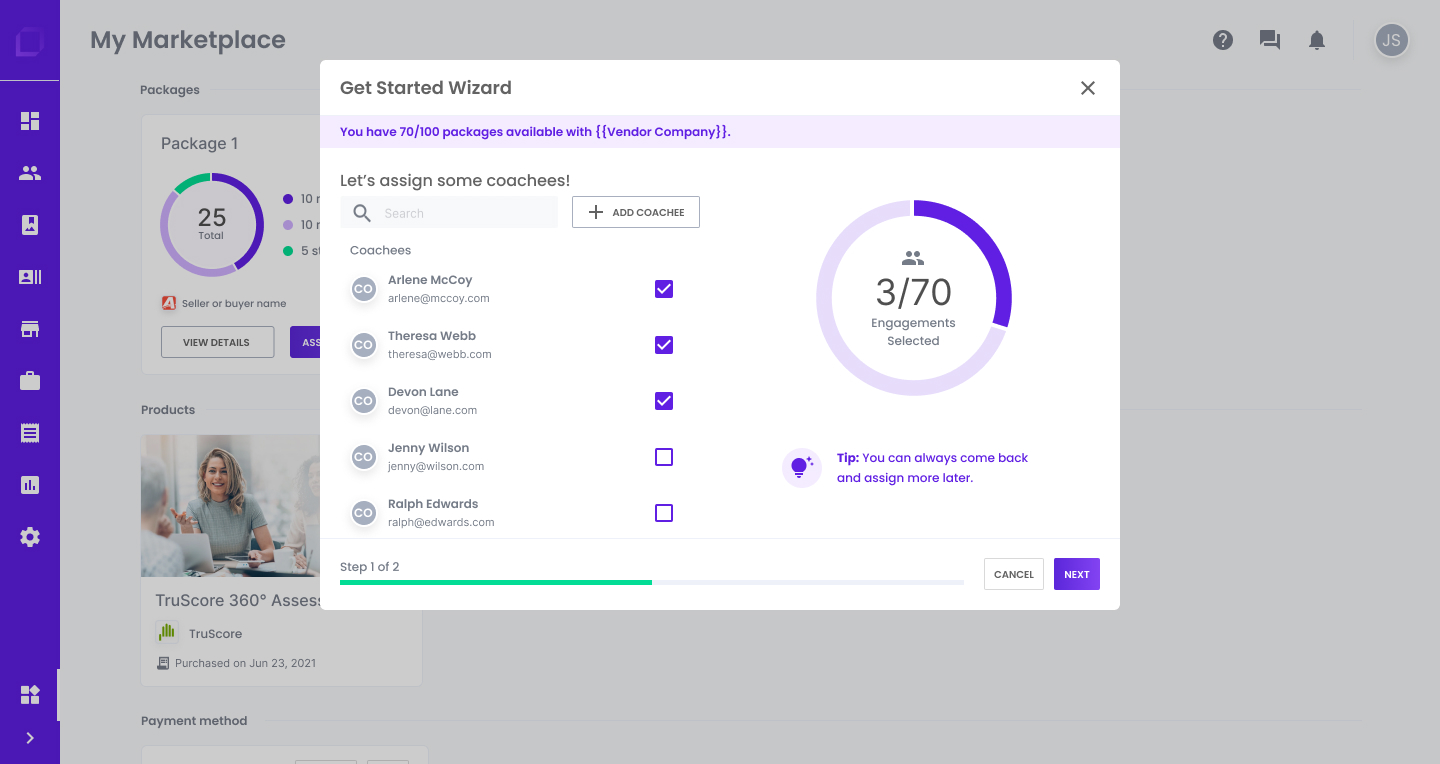 My Marketplace
JS
Packages
Package 1
25
Total
10
10
5
Seller or buyer name
VIEW DETAILS
Products
TruScore 360°
TruScore
Purchased on Jun 23, 2021
Payment method
Get Started Wizard
You have 70/100 packages available with {{Vendor Company}}.
Let’s assign some coachees!
Search
ADD COACHEE
Coachees
CO
Arlene McCoy
arlene@mccoy.com
CO
Theresa Webb
theresa@webb.com
CO
Devon Lane
devon@lane.com
CO
Jenny Wilson
jenny@wilson.com
CO
Ralph Edwards
ralph@edwards.com
3/70
Engagements
Selected
Tip: You can always come back
and assign more later.
Step 1 of 2
CANCEL
NEXT